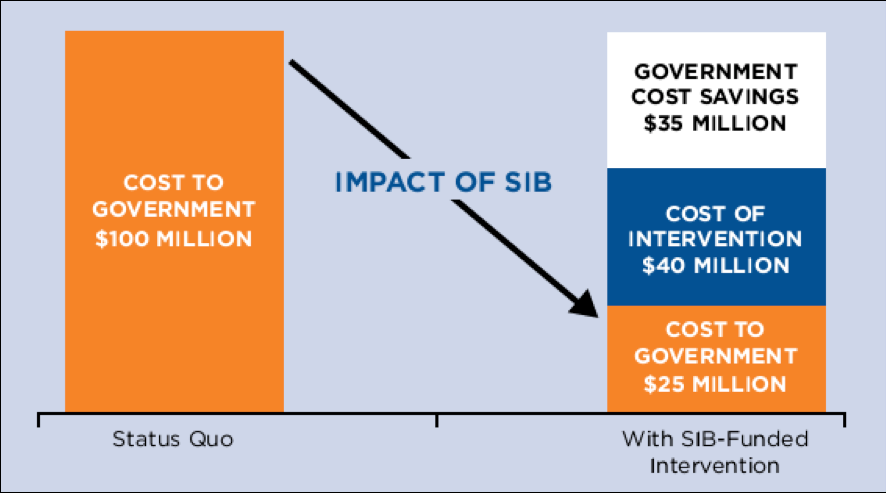 COST TO
GOVERNMENT
$100 MILLION
IMPACT OF SIB
GOVERNMENT
COST SAVINGS
$35 MILLION
COST OF
INTERVENTION
$40 MILLION
COST TO
GOVERNMENT
$25 MILLION
Status Quo
With SIB-Funded
Intervention